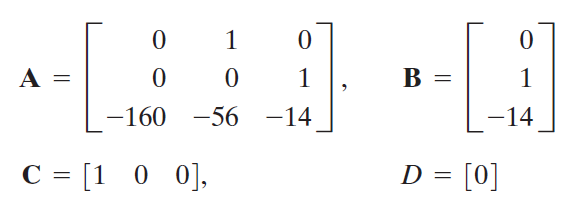 A = [0 1 0
0 0 1
−160 −56 −14], B = [0
1
−14]
C = [1 0 0], D = [0]